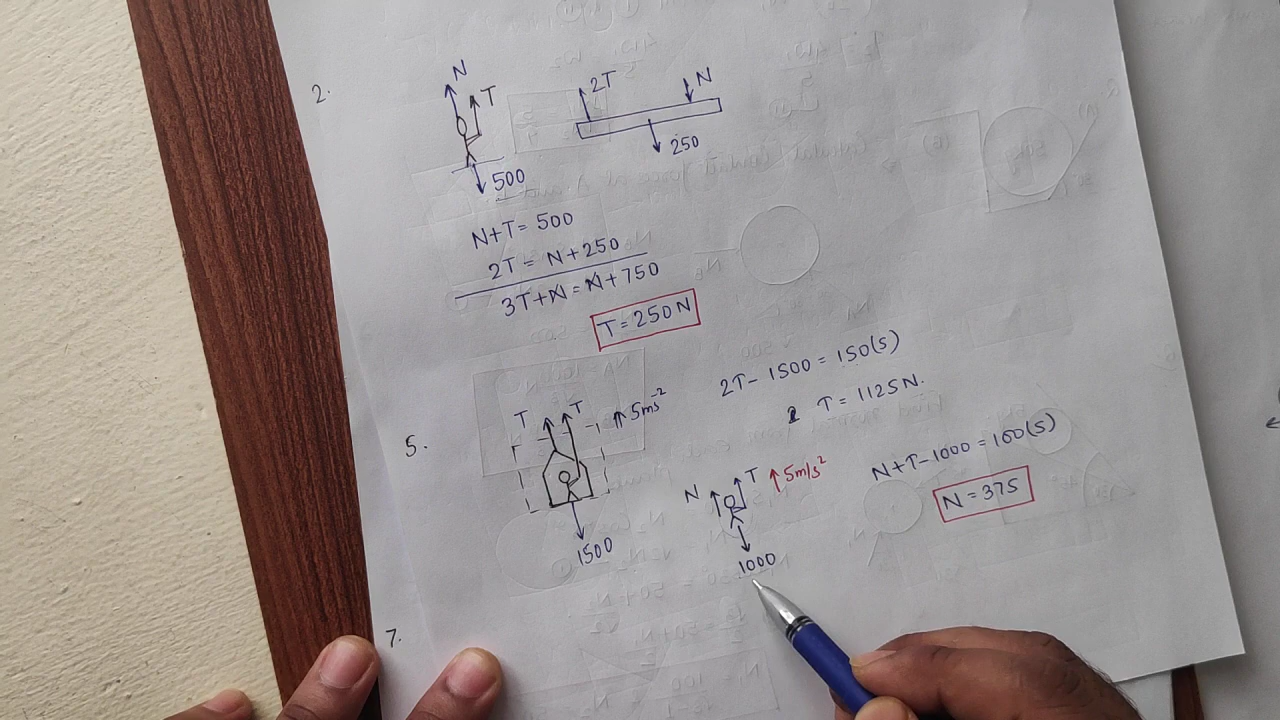 2.
N
T
500
2T
N
250
N+T = 500
2T = N+250
3T+N = N+750
T = 250 N
5.
T T
↑ 5ms⁻²
1500
2T - 1500 = 150(5)
T = 1125N.
N
T
↑ 5m/s²
1000
N+T-1000 = 100(5)
N = 375
7.